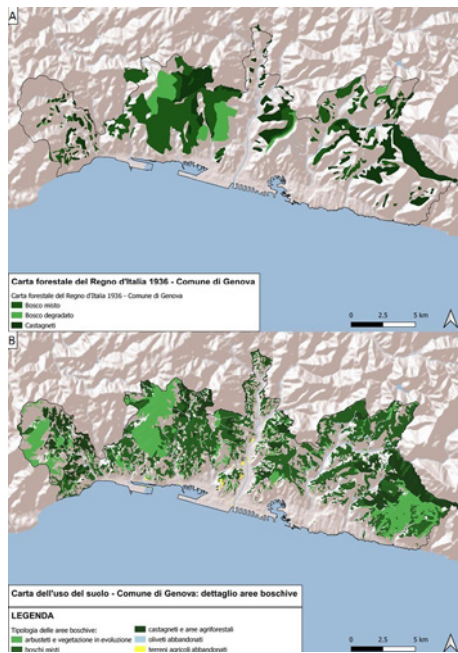 A
Carta forestale del Regno d'Italia 1936 - Comune di Genova
Carta forestale del Regno d'Italia 1936 - Comune di Genova
Bosco misto
Bosco degradato
Castagneti
0 2.5 5 km
B
Carta dell'uso del suolo - Comune di Genova: dettaglio aree boschive
LEGENDA
Tipologia delle aree boschive:
arbusteti e vegetazione in evoluzione
boschi misti
castagneti e aree agriforestali
oliveti abbandonati
terreni agricoli abbandonati
0 2.5 5 km